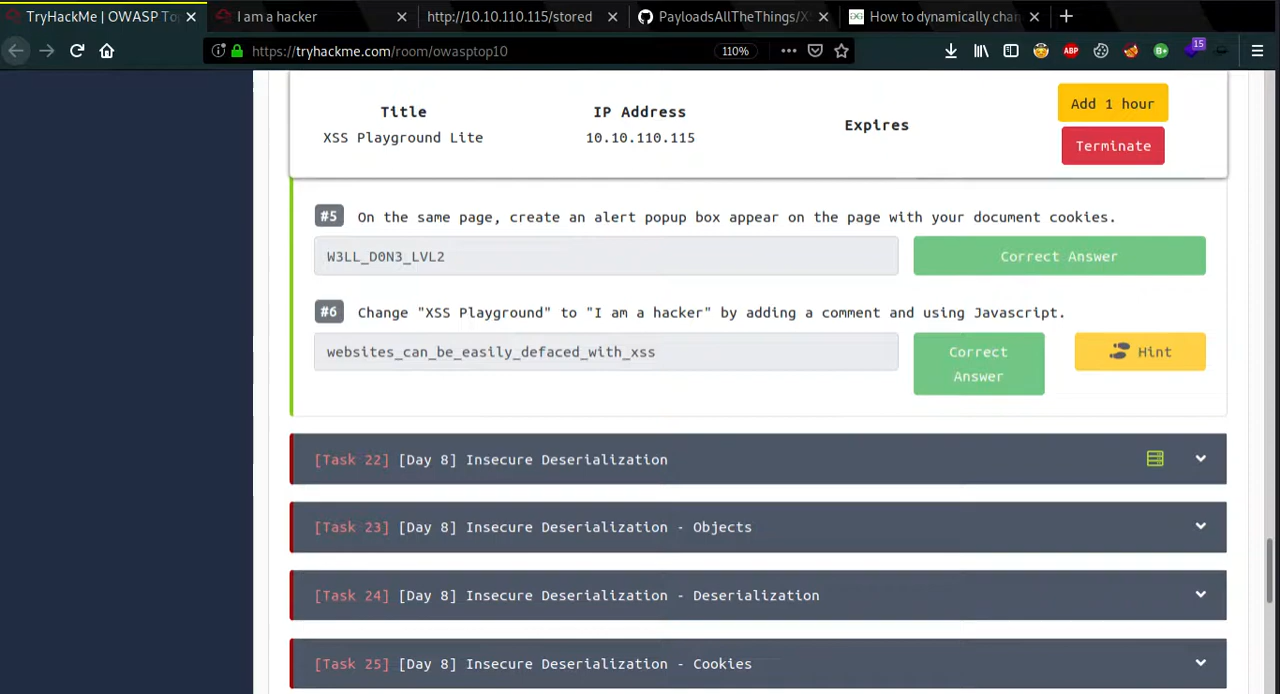 TryHackMe | OWASP To
I am a hacker
http://10.10.110.115/stored
PayloadsAllTheThings/X
How to dynamically chan
https://tryhackme.com/room/owasptop10
110%
ABP
B+
15
Title
IP Address
Expires
Add 1 hour
XSS Playground Lite
10.10.110.115
Terminate
#5 On the same page, create an alert popup box appear on the page with your document cookies.
W3LL_D0N3_LVL2
Correct Answer
#6 Change "XSS Playground" to "I am a hacker" by adding a comment and using Javascript.
websites_can_be_easily_defaced_with_xss
Correct
Answer
Hint
[Task 22] [Day 8] Insecure Deserialization
[Task 23] [Day 8] Insecure Deserialization - Objects
[Task 24] [Day 8] Insecure Deserialization - Deserialization
[Task 25] [Day 8] Insecure Deserialization - Cookies